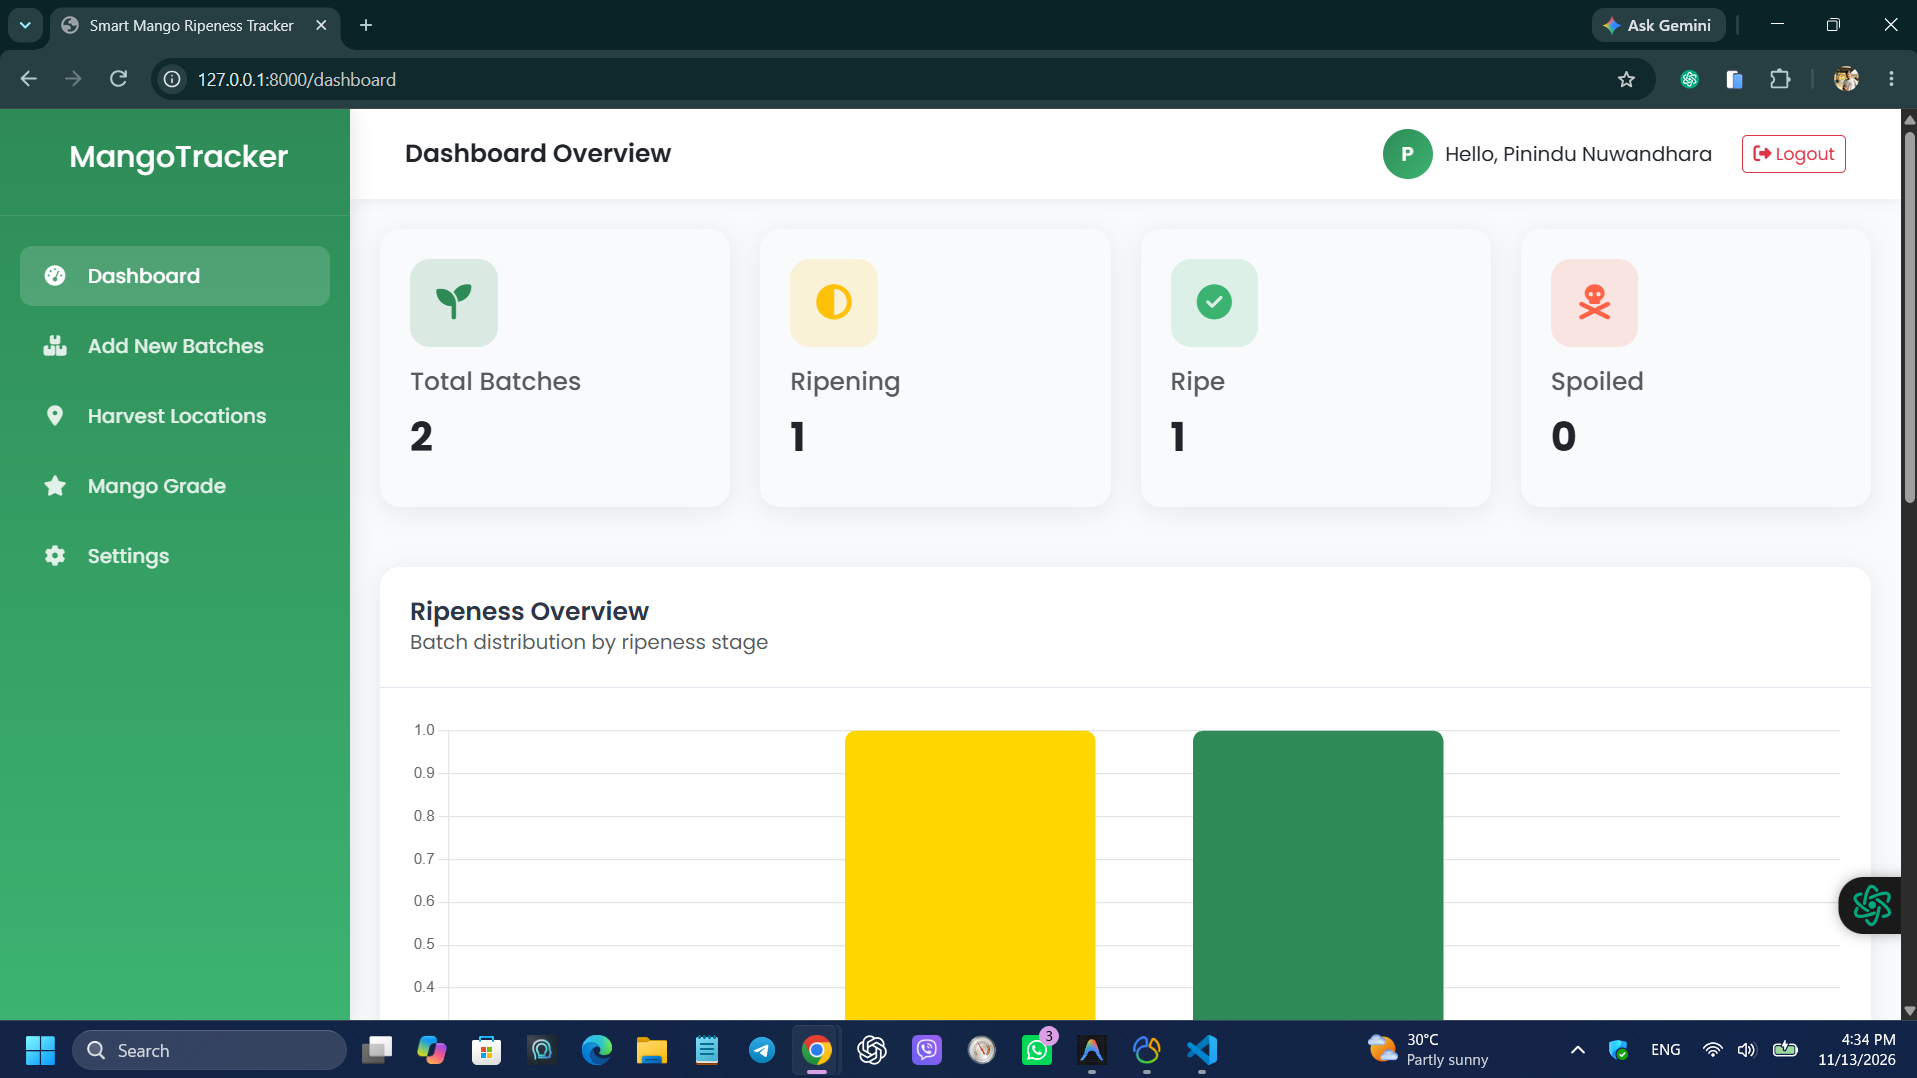 Smart Mango Ripeness Tracker
Ask Gemini
127.0.0.1:8000/dashboard
MangoTracker
Dashboard
Add New Batches
Harvest Locations
Mango Grade
Settings
Dashboard Overview
P
Hello, Pinindu Nuwandhara
Logout
Total Batches
2
Ripening
1
Ripe
1
Spoiled
0
Ripeness Overview
Batch distribution by ripeness stage
1.0
0.9
0.8
0.7
0.6
0.5
0.4
Search
3
30°C
Partly sunny
ENG
4:34 PM
11/13/2026